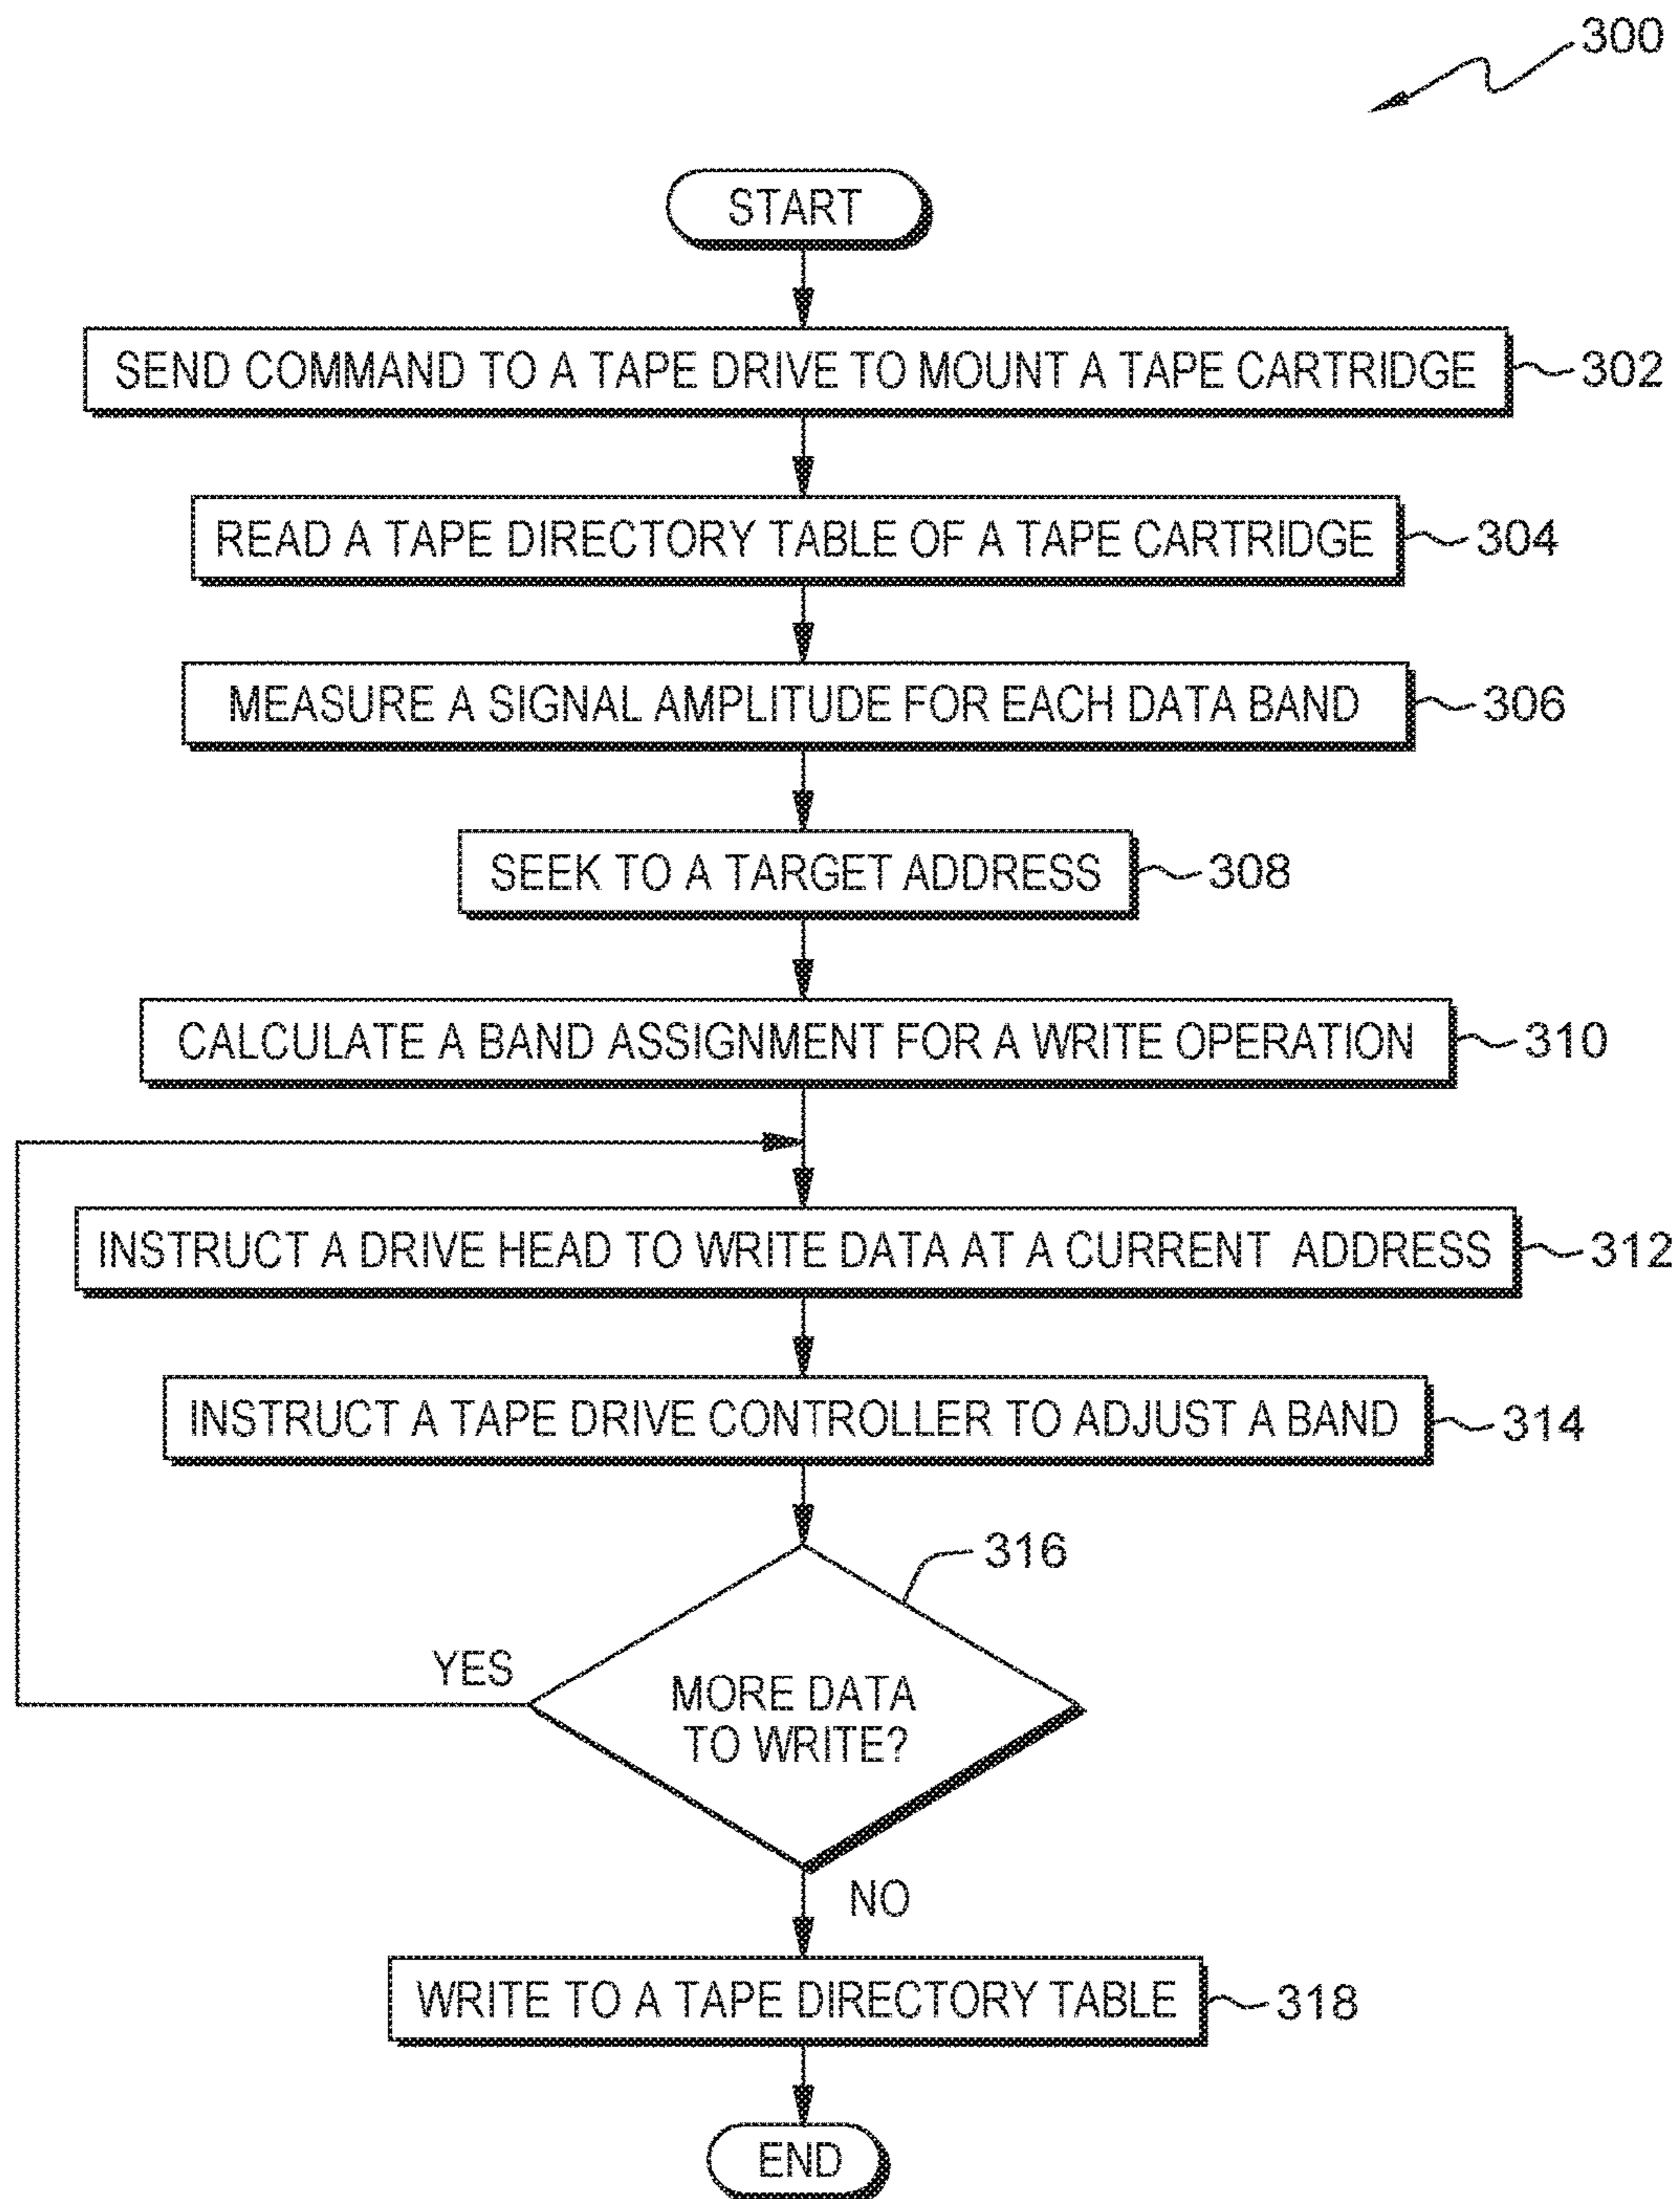 300
START
SEND COMMAND TO A TAPE DRIVE TO MOUNT A TAPE CARTRIDGE 302
READ A TAPE DIRECTORY TABLE OF A TAPE CARTRIDGE 304
MEASURE A SIGNAL AMPLITUDE FOR EACH DATA BAND 306
SEEK TO A TARGET ADDRESS 308
CALCULATE A BAND ASSIGNMENT FOR A WRITE OPERATION 310
INSTRUCT A DRIVE HEAD TO WRITE DATA AT A CURRENT ADDRESS 312
INSTRUCT A TAPE DRIVE CONTROLLER TO ADJUST A BAND 314
316
YES
MORE DATA
TO WRITE?
NO
WRITE TO A TAPE DIRECTORY TABLE 318
END